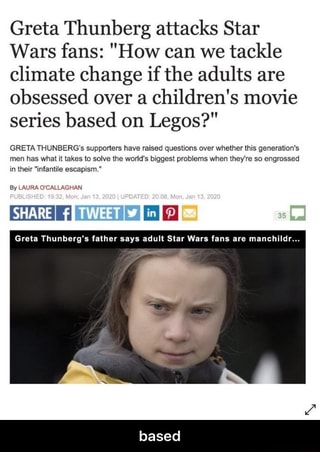 Greta Thunberg attacks Star
Wars fans: "How can we tackle
climate change if the adults are
obsessed over a children's movie
series based on Legos?"
GRETA THUNBERG's supporters have raised questions over whether this generation's
men has what it takes to solve the world's biggest problems when they're so engrossed
in their "infantile escapism."
By LAURA O'CALLAGHAN
PUBLISHED: 19:32, Mon, Jan 13, 2020 | UPDATED: 20:08, Mon, Jan 13, 2020
SHARE f TWEET in 35
Greta Thunberg's father says adult Star Wars fans are manchildr...
based